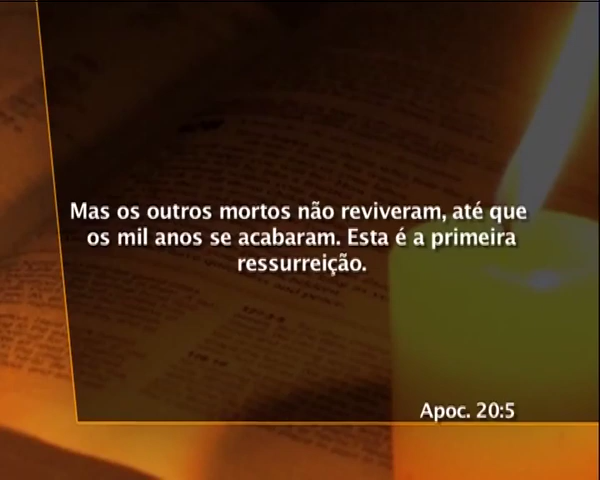 Mas os outros mortos não reviveram, até que
os mil anos se acabaram. Esta é a primeira
ressurreição.
Apoc. 20:5